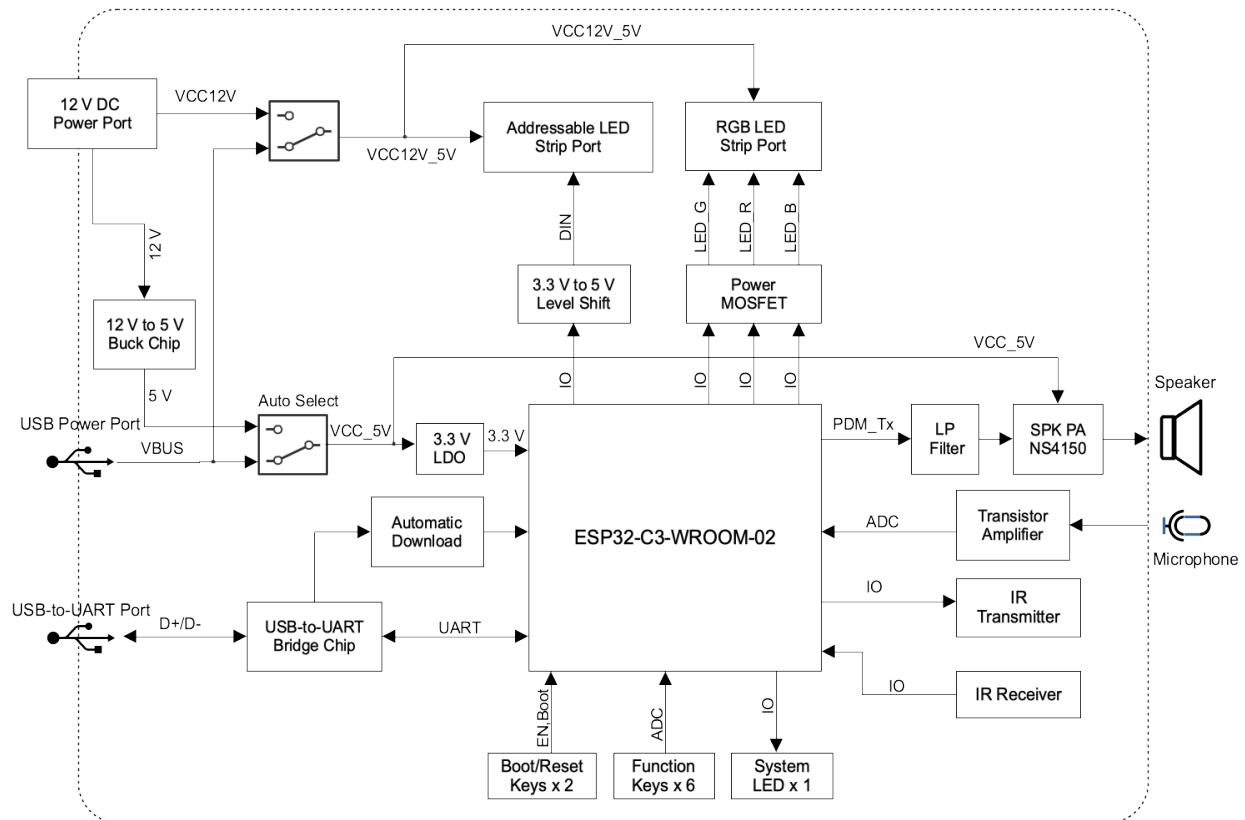 VCC12V_5V
12 V DC
Power Port
VCC12V
Addressable LED
Strip Port
RGB LED
Strip Port
VCC12V_5V
12 V
DIN
LED_G
LED_R
LED_B
3.3 V to 5 V
Level Shift
Power
MOSFET
12 V to 5 V
Buck Chip
VCC_5V
IO
IO
IO
IO
5 V
Auto Select
Speaker
USB Power Port
VBUS
VCC_5V
3.3 V
LDO
3.3 V
PDM_Tx
LP
Filter
SPK PA
NS4150
Automatic
Download
ESP32-C3-WROOM-02
ADC
Transistor
Amplifier
Microphone
IO
IR
Transmitter
USB-to-UART Port
D+/D-
USB-to-UART
Bridge Chip
UART
IO
IR Receiver
EN,Boot
ADC
IO
Boot/Reset
Keys x 2
Function
Keys x 6
System
LED x 1